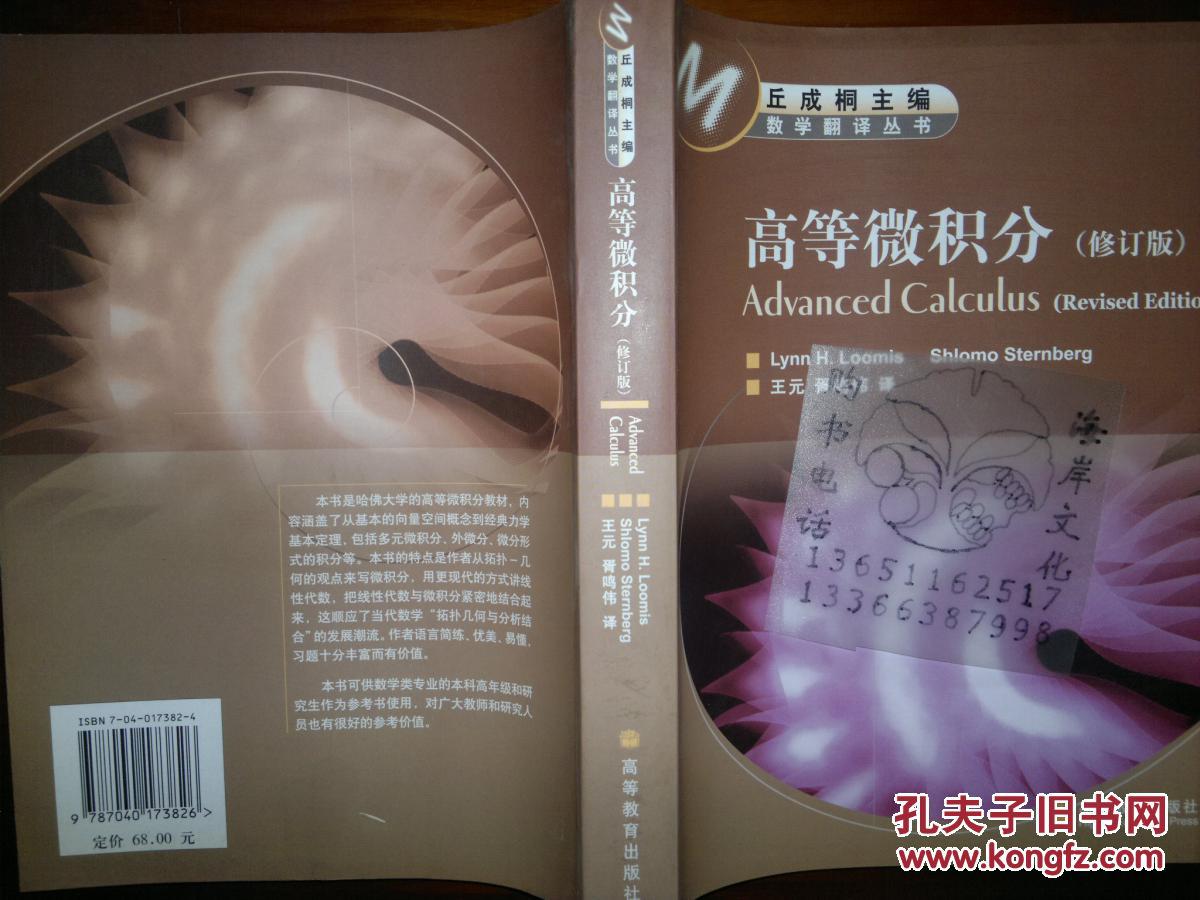 丘成桐主编
数学翻译丛书
高等微积分(修订版)
Advanced Calculus (Revised Editio
Lynn H. Loomis Shlomo Sternberg
王元 胥 译
购书电话
海岸文化
13651162517
13366387998
版社
Press
丘成桐主编
数学翻译丛书
高等微积分
(修订版)
Advanced
Calculus
Lynn H. Loomis
Shlomo Sternberg
王元 胥鸣伟 译
高等教育出版社
本书是哈佛大学的高等微积分教材,内
容涵盖了从基本的向量空间概念到经典力学
基本定理,包括多元微积分、外微分、微分形
式的积分等。本书的特点是作者从拓扑-几
何的观点来写微积分,用更现代的方式讲线
性代数,把线性代数与微积分紧密地结合起
来,这顺应了当代数学“拓扑几何与分析结
合”的发展潮流。作者语言简练、优美、易懂,
习题十分丰富而有价值。
本书可供数学类专业的本科高年级和研
究生作为参考书使用,对广大教师和研究人
员也有很好的参考价值。
ISBN 7-04-017382-4
9 787040 173826 >
定价 68.00 元
孔夫子旧书网
www.kongfz.com